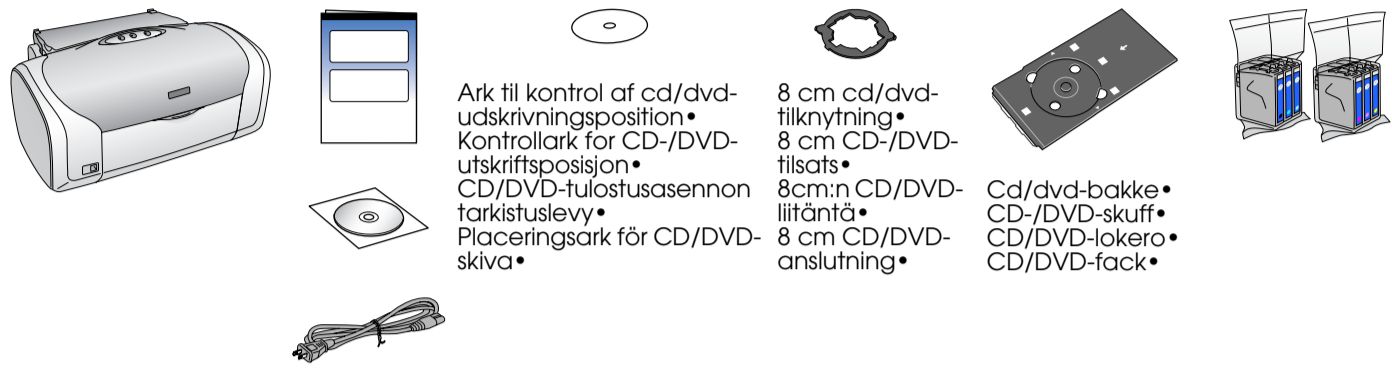 Ark til kontrol af cd/dvd-
udskrivningsposition•
Kontrollark for CD-/DVD-
utskriftsposisjon•
CD/DVD-tulostusasennon
tarkistuslevy•
Placeringsark för CD/DVD-
skiva•
8 cm cd/dvd-
tilknytning•
8 cm CD-/DVD-
tilsats•
8cm:n CD/DVD-
liitäntä•
8 cm CD/DVD-
anslutning•
Cd/dvd-bakke•
CD-/DVD-skuff•
CD/DVD-lokero•
CD/DVD-fack•